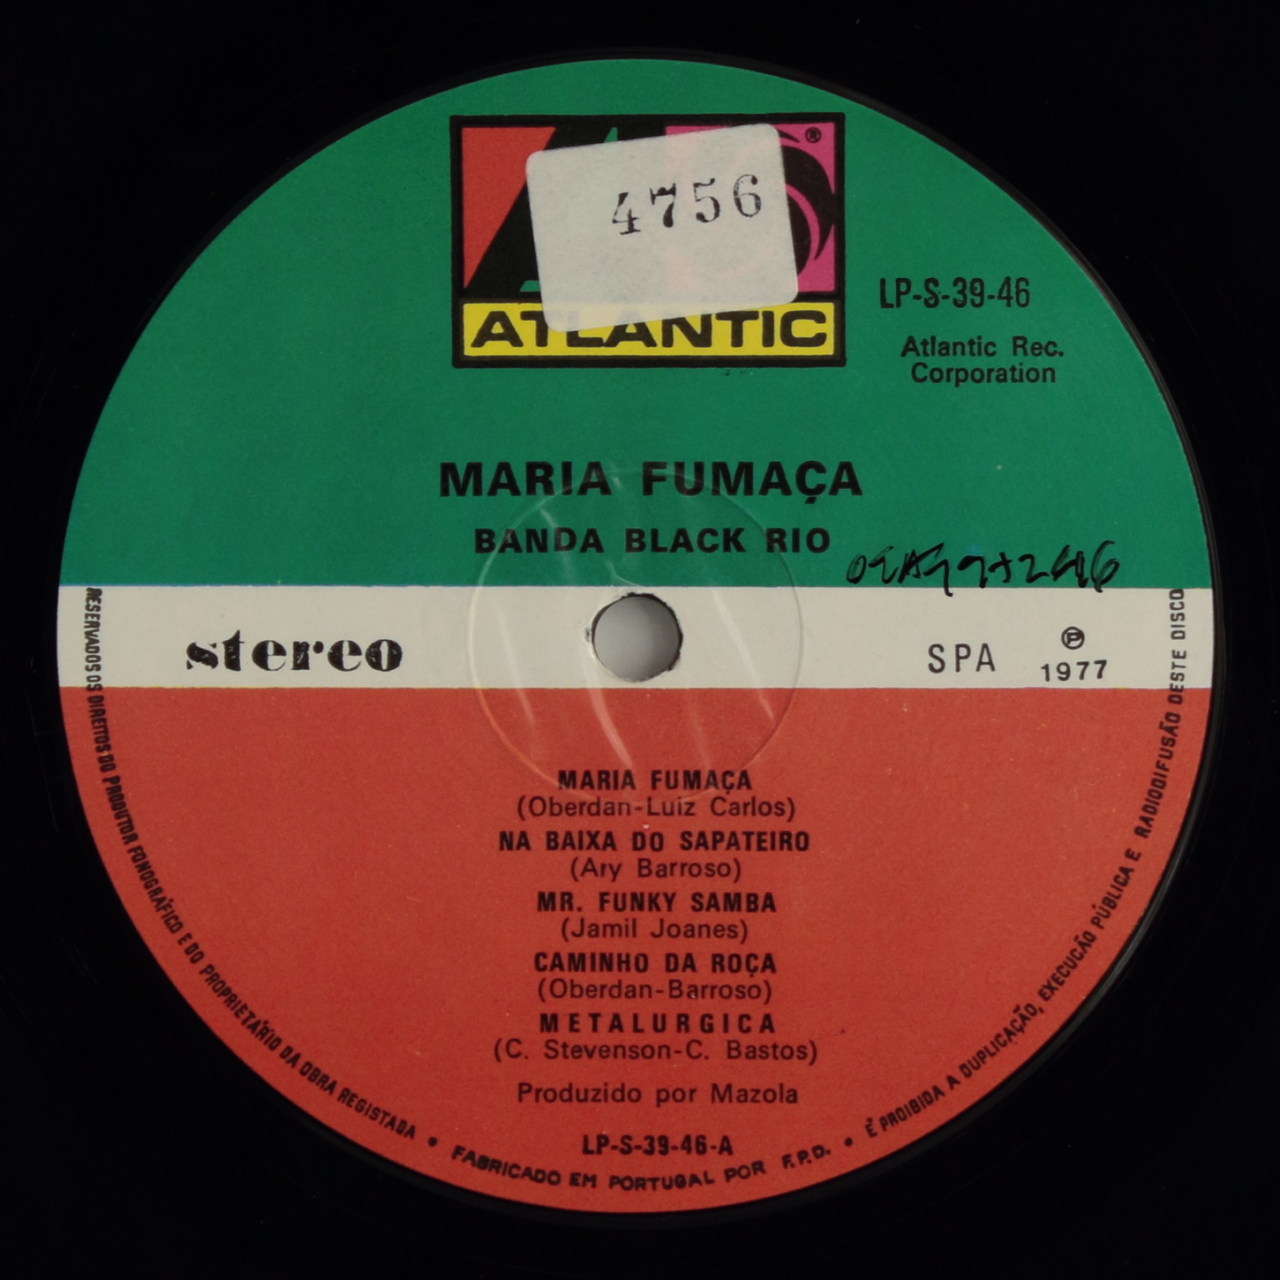 ®
4756
ATLANTIC
LP-S-39-46
Atlantic Rec.
Corporation
MARIA FUMAÇA
BANDA BLACK RIO
stereo
SPA
℗
1977
MARIA FUMAÇA
(Oberdan-Luiz Carlos)
NA BAIXA DO SAPATEIRO
(Ary Barroso)
MR. FUNKY SAMBA
(Jamil Joanes)
CAMINHO DA ROÇA
(Oberdan-Barroso)
METALURGICA
(C. Stevenson-C. Bastos)
Produzido por Mazola
LP-S-39-46-A
RESERVADOS OS DIREITOS DO PRODUTOR FONOGRÁFICO E DO PROPRIETÁRIO DA OBRA REGISTADA • FABRICADO EM PORTUGAL POR F.P.D. • É PROIBIDA A DUPLICAÇÃO, EXECUCÃO PÚBLICA E RADIODIFUSÃO DESTE DISCO